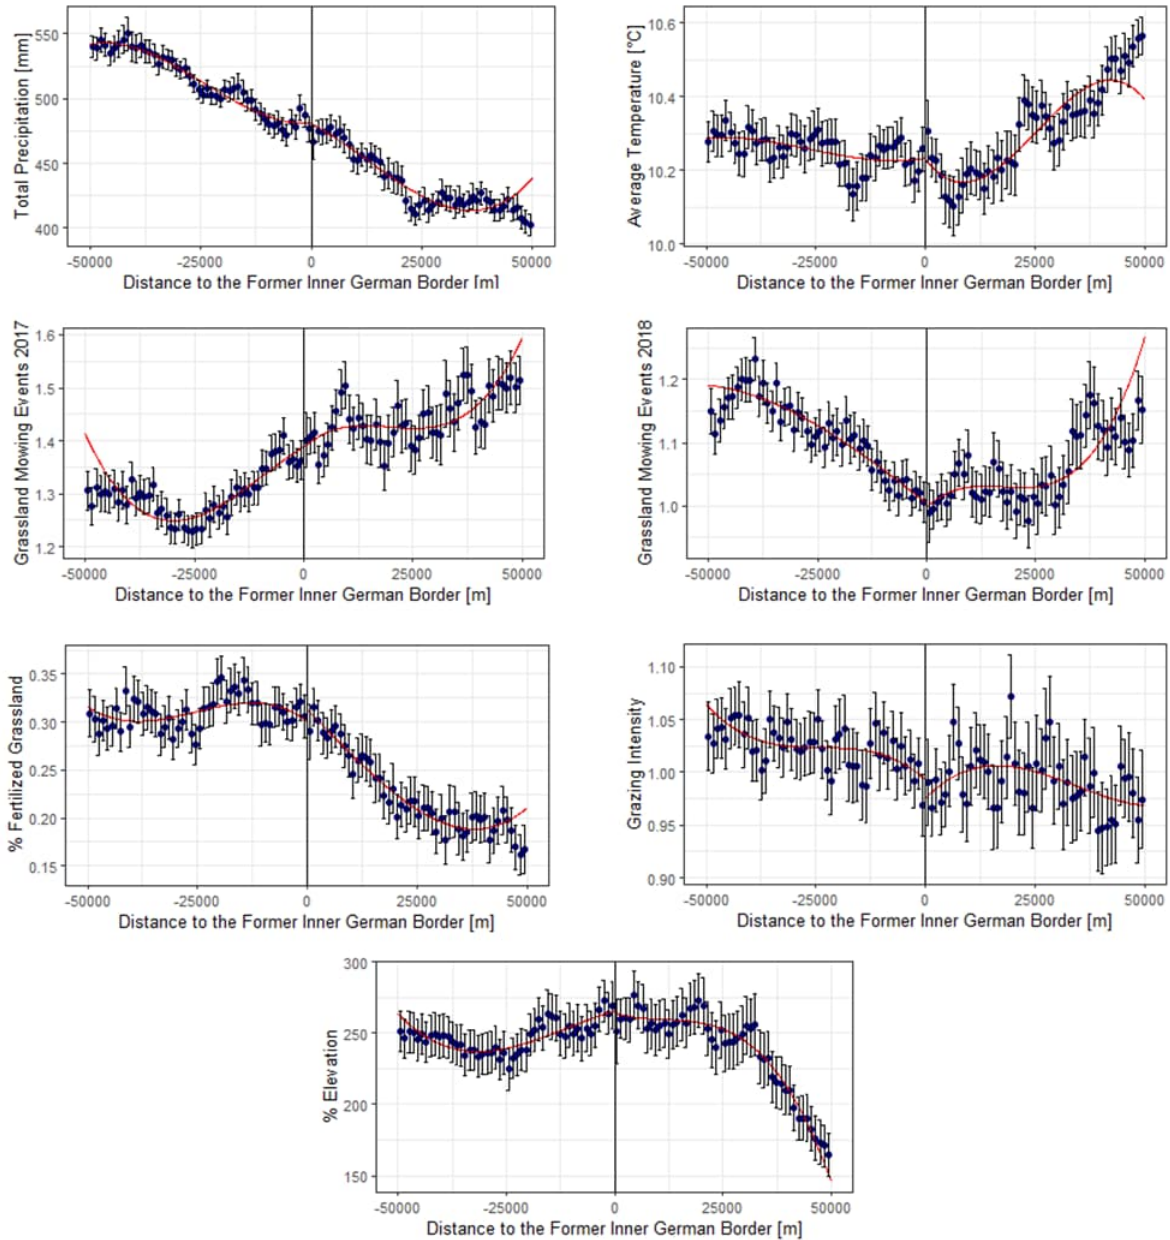 Total Precipitation [mm]
550
500
450
400
-50000 -25000 0 25000 50000
Distance to the Former Inner German Border [m]
Average Temperature [°C]
10.6
10.4
10.2
10.0
-50000 -25000 0 25000 50000
Distance to the Former Inner German Border [m]
Grassland Mowing Events 2017
1.6
1.5
1.4
1.3
1.2
-50000 -25000 0 25000 50000
Distance to the Former Inner German Border [m]
Grassland Mowing Events 2018
1.2
1.1
1.0
-50000 -25000 0 25000 50000
Distance to the Former Inner German Border [m]
% Fertilized Grassland
0.35
0.30
0.25
0.20
0.15
-50000 -25000 0 25000 50000
Distance to the Former Inner German Border [m]
Grazing Intensity
1.10
1.05
1.00
0.95
0.90
-50000 -25000 0 25000 50000
Distance to the Former Inner German Border [m]
% Elevation
300
250
200
150
-50000 -25000 0 25000 50000
Distance to the Former Inner German Border [m]